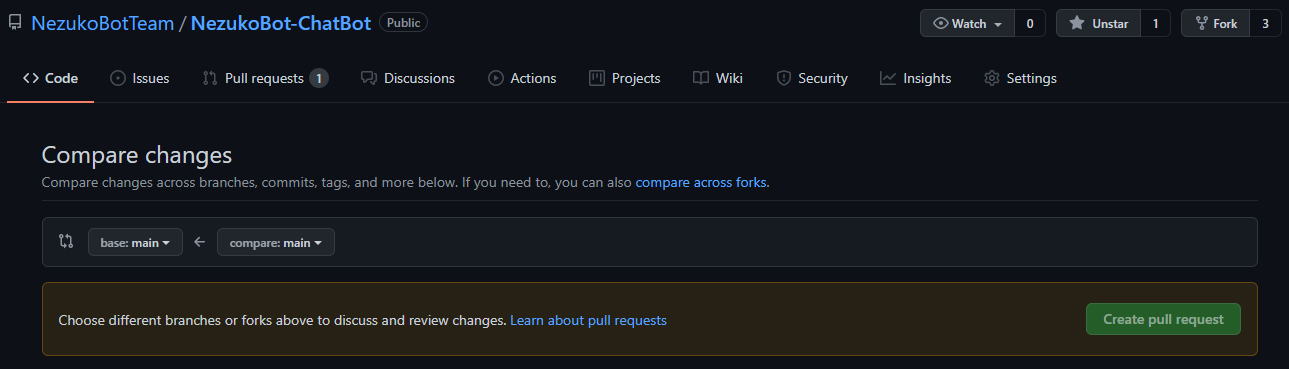 NezukoBotTeam / NezukoBot-ChatBot Public Watch 0 Unstar 1 Fork 3
Code Issues Pull requests 1 Discussions Actions Projects Wiki Security Insights Settings
Compare changes
Compare changes across branches, commits, tags, and more below. If you need to, you can also compare across forks.
base: main compare: main
Choose different branches or forks above to discuss and review changes. Learn about pull requests Create pull request